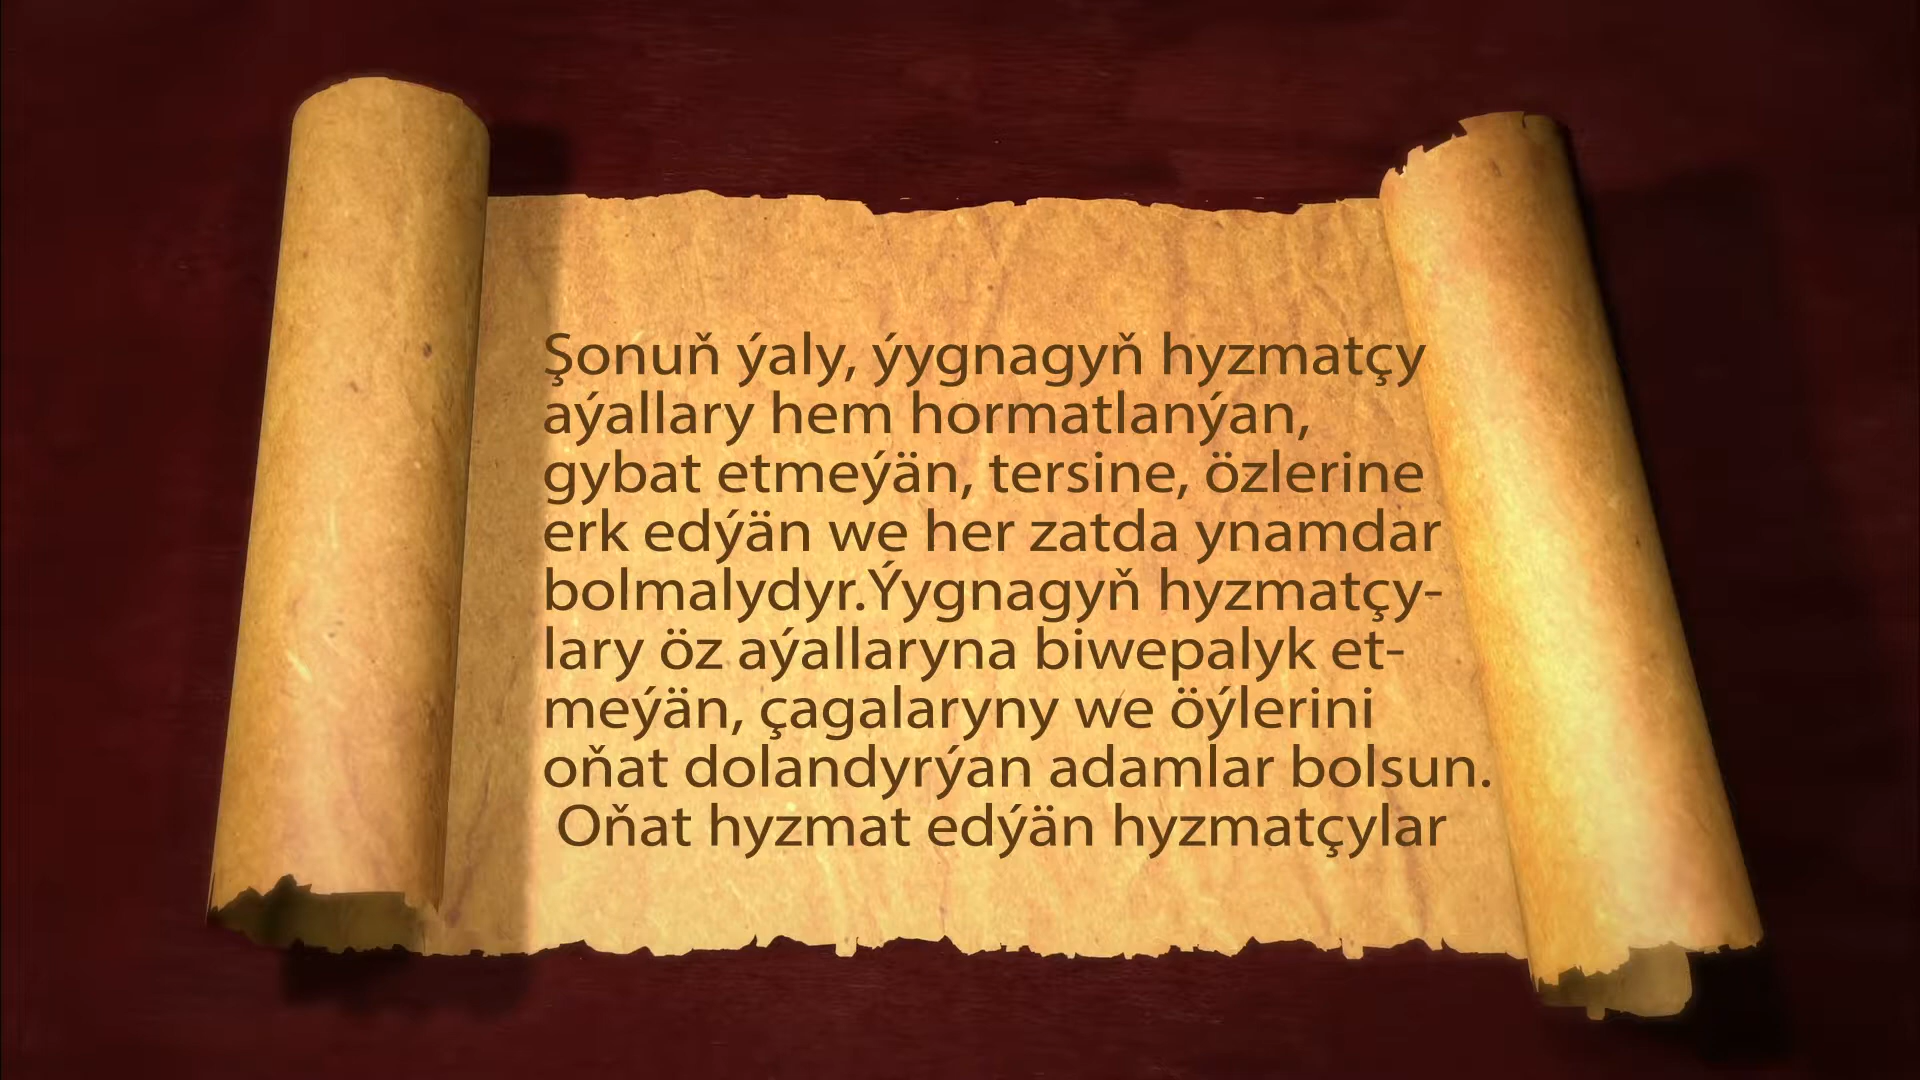 Şonuň ýaly, ýygnagyň hyzmatçy
aýallary hem hormatlanýan,
gybat etmeýän, tersine, özlerine
erk edýän we her zatda ynamdar
bolmalydyr.Ýygnagyň hyzmatçy-
lary öz aýallaryna biwepalyk et-
meýän, çagalaryny we öýlerini
oňat dolandyrýan adamlar bolsun.
Oňat hyzmat edýän hyzmatçylar